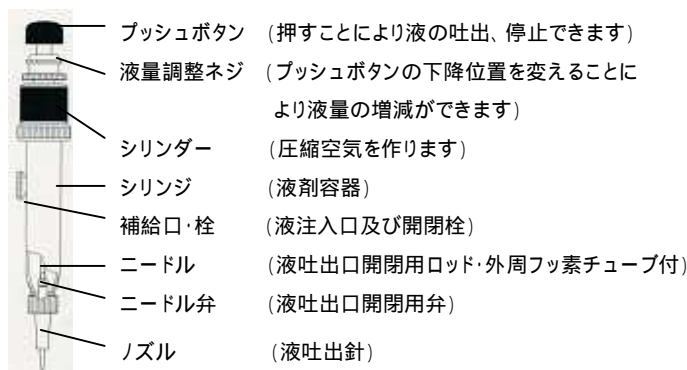 プッシュボタン (押すことにより液の吐出、停止できます)
液量調整ネジ (プッシュボタンの下降位置を変えることに
より液量の増減ができます)
シリンダー (圧縮空気を作ります)
シリンジ (液剤容器)
補給口・栓 (液注入口及び開閉栓)
ニードル (液吐出口開閉用ロッド・外周フッ素チューブ付)
ニードル弁 (液吐出口開閉用弁)
ノズル (液吐出針)